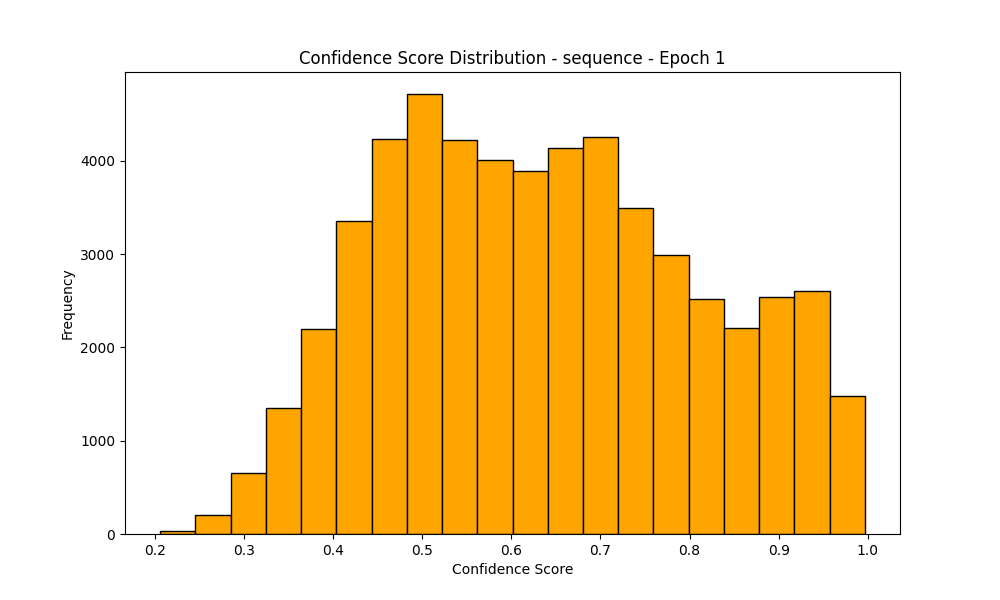 Confidence Score Distribution - sequence - Epoch 1
Frequency
4000
3000
2000
1000
0
0.2 0.3 0.4 0.5 0.6 0.7 0.8 0.9 1.0
Confidence Score